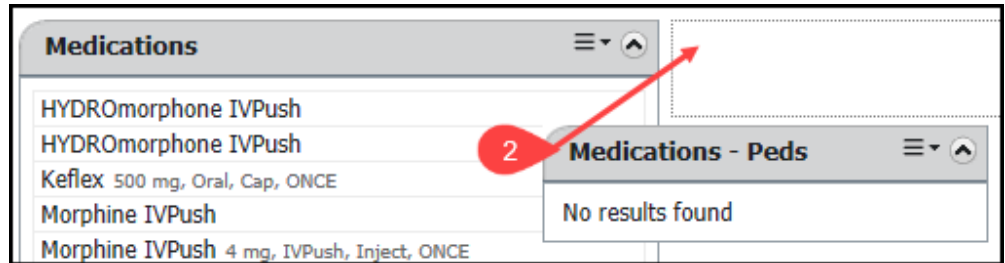 Medications
HYDROmorphone IVPush
HYDROmorphone IVPush
Keflex 500 mg, Oral, Cap, ONCE
Morphine IVPush
Morphine IVPush 4 mg, IVPush, Inject, ONCE
2
Medications - Peds
No results found